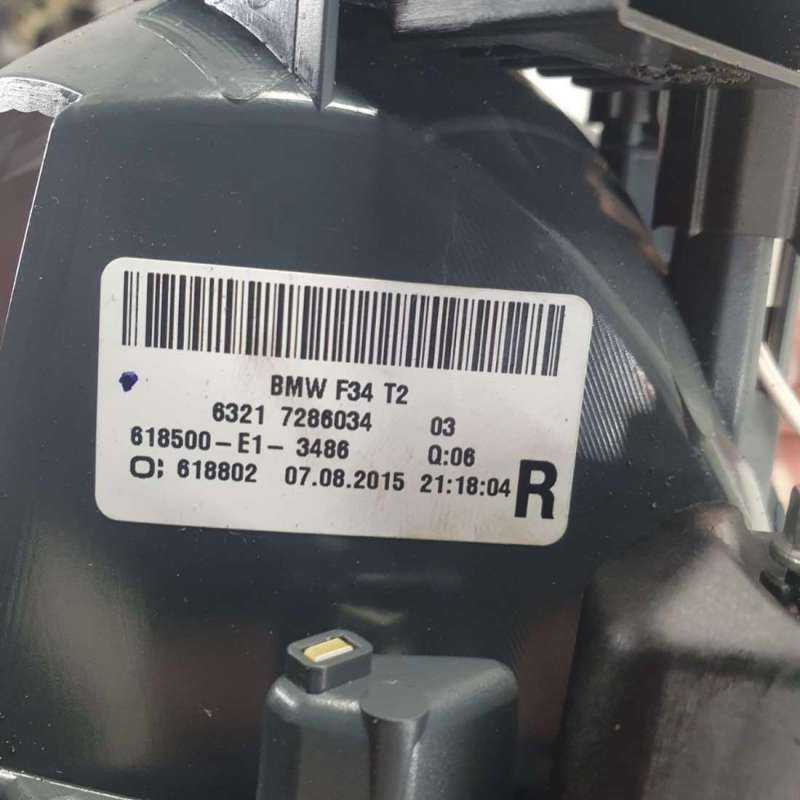 BMW F34 T2
6321 7286034 03
618500-E1- 3486 Q:06
O; 618802 07.08.2015 21:18:04 R